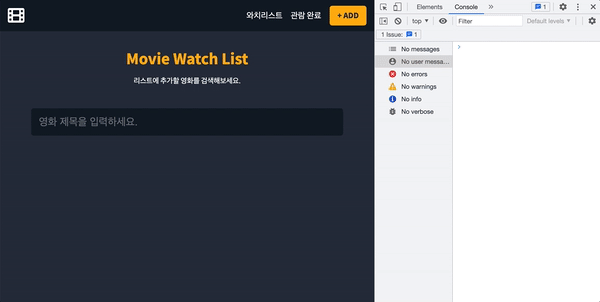 와치리스트 관람 완료 + ADD
Movie Watch List
리스트에 추가할 영화를 검색해보세요.
영화 제목을 입력하세요.
Elements Console » 1
top Filter Default levels
1 Issue: 1
No messages
No user messa...
No errors
No warnings
No info
No verbose